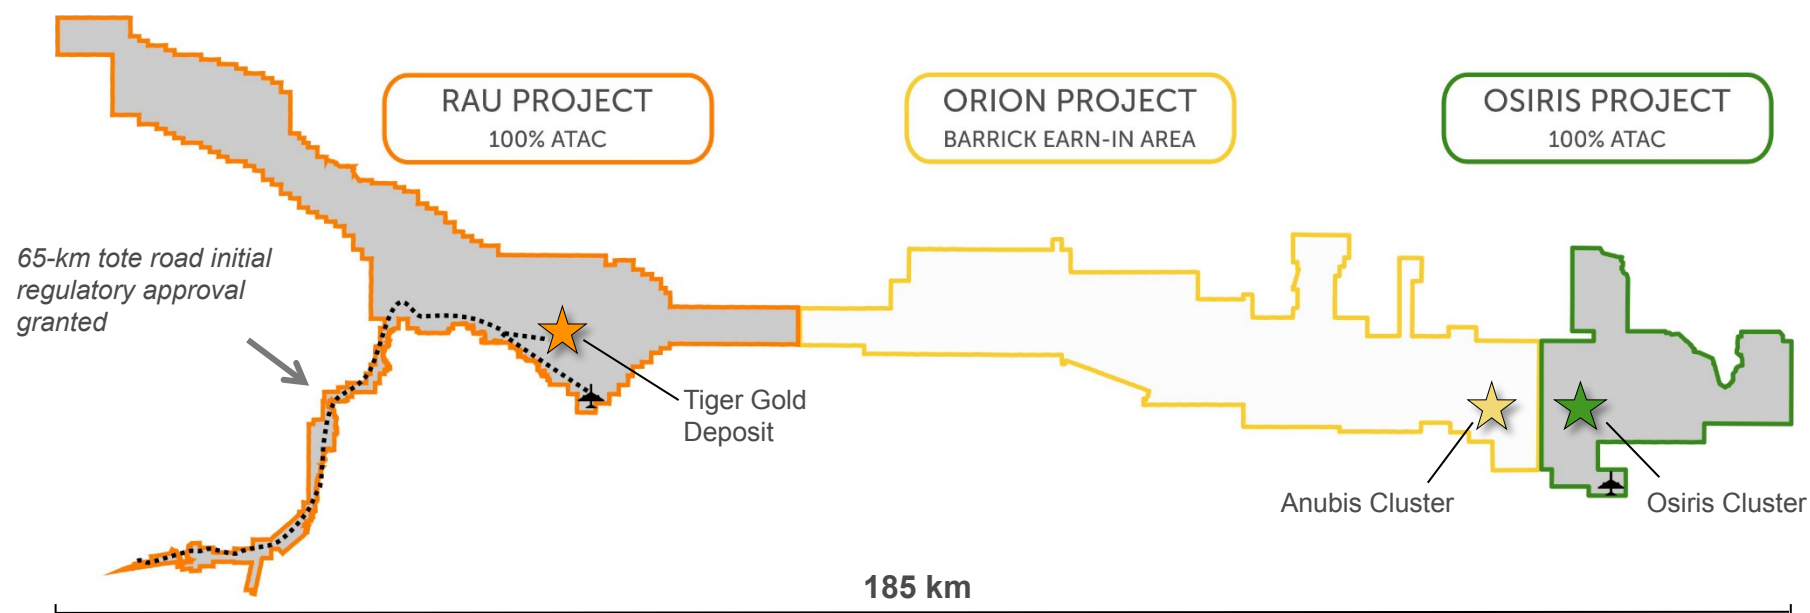 RAU PROJECT
100% ATAC
ORION PROJECT
BARRICK EARN-IN AREA
OSIRIS PROJECT
100% ATAC
65-km tote road initial
regulatory approval
granted
Tiger Gold
Deposit
Anubis Cluster
Osiris Cluster
185 km